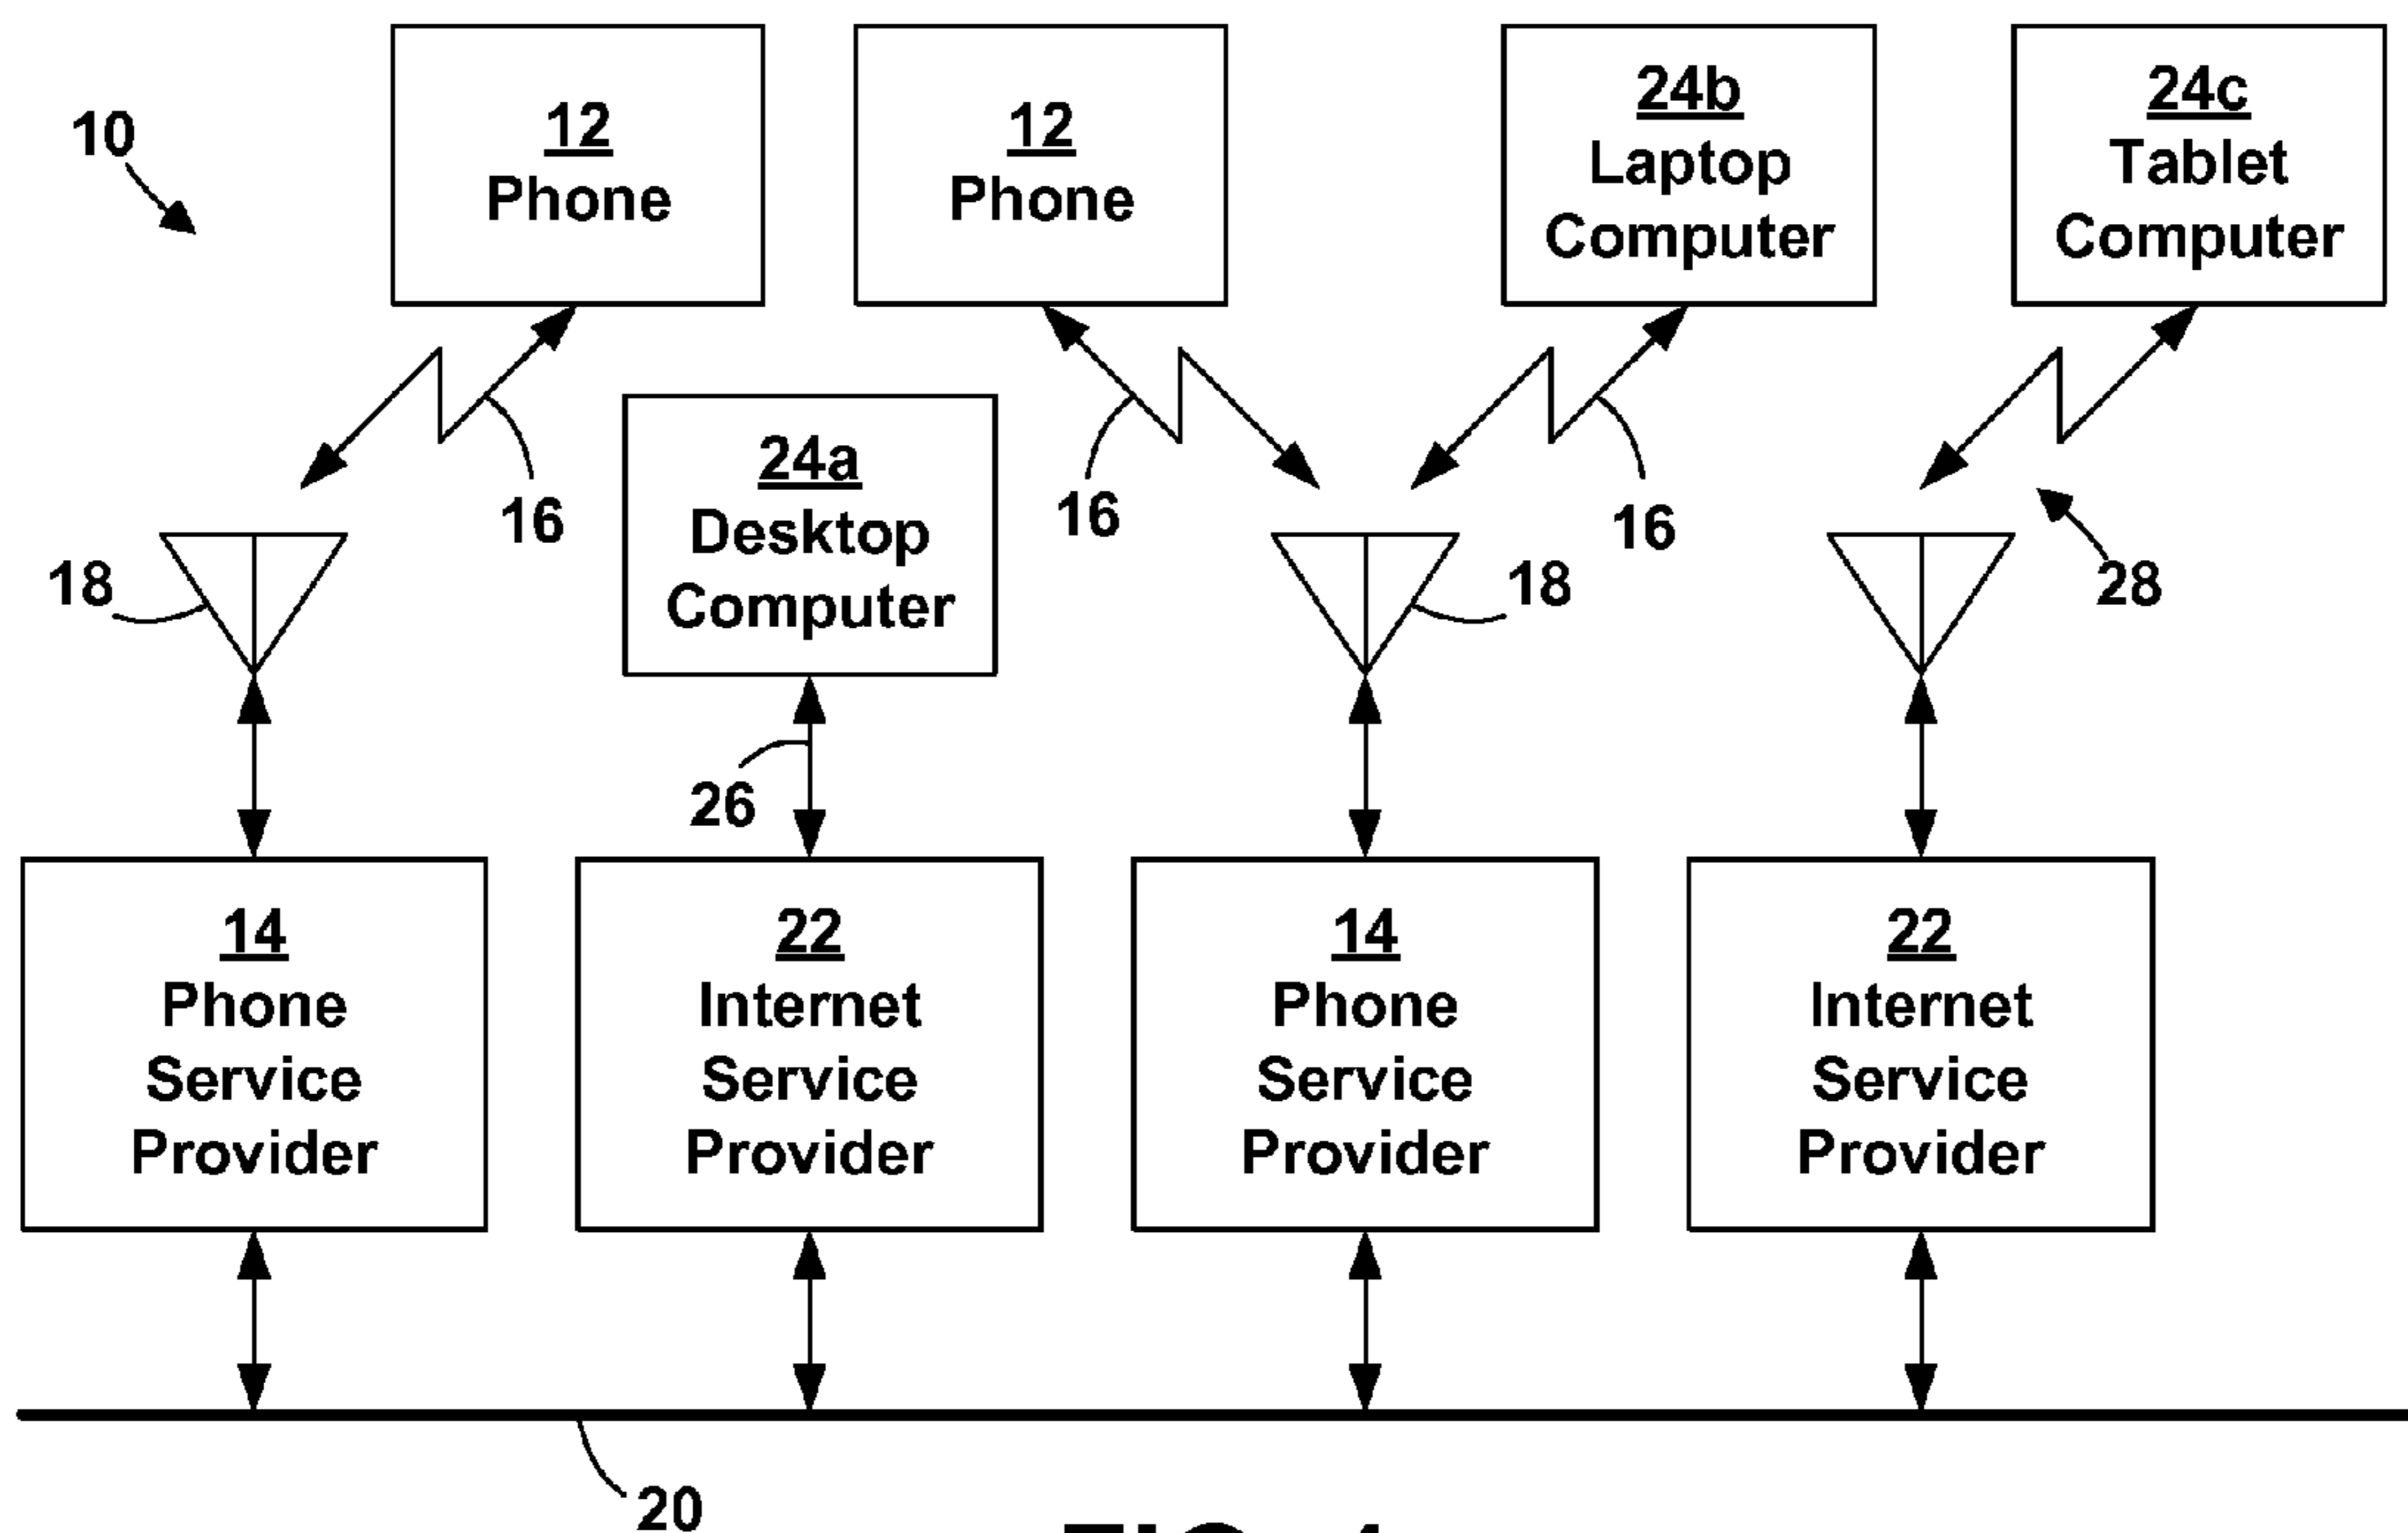 10
12
Phone
12
Phone
24b
Laptop
Computer
24c
Tablet
Computer
16
24a
Desktop
Computer
16
16
18
18
28
26
14
Phone
Service
Provider
22
Internet
Service
Provider
14
Phone
Service
Provider
22
Internet
Service
Provider
20